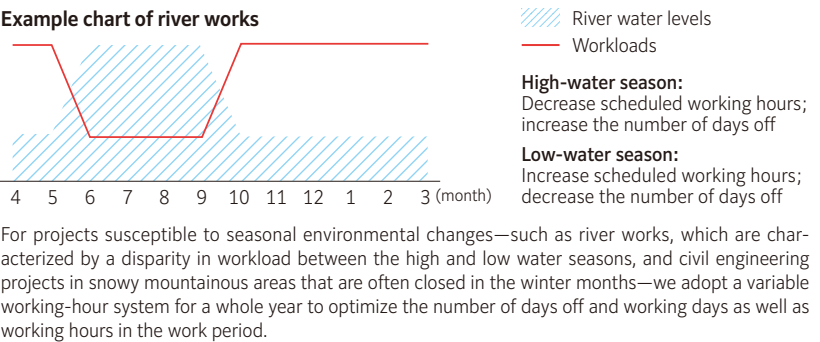 Example chart of river works
River water levels
Workloads
High-water season:
Decrease scheduled working hours;
increase the number of days off
Low-water season:
Increase scheduled working hours;
decrease the number of days off
4 5 6 7 8 9 10 11 12 1 2 3 (month)
For projects susceptible to seasonal environmental changes—such as river works, which are char-
acterized by a disparity in workload between the high and low water seasons, and civil engineering
projects in snowy mountainous areas that are often closed in the winter months—we adopt a variable
working-hour system for a whole year to optimize the number of days off and working days as well as
working hours in the work period.